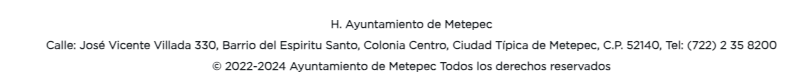 H. Ayuntamiento de Metepec
Calle: José Vicente Villada 330, Barrio del Espiritu Santo, Colonia Centro, Ciudad Típica de Metepec, C.P. 52140, Tel: (722) 2 35 8200
© 2022-2024 Ayuntamiento de Metepec Todos los derechos reservados